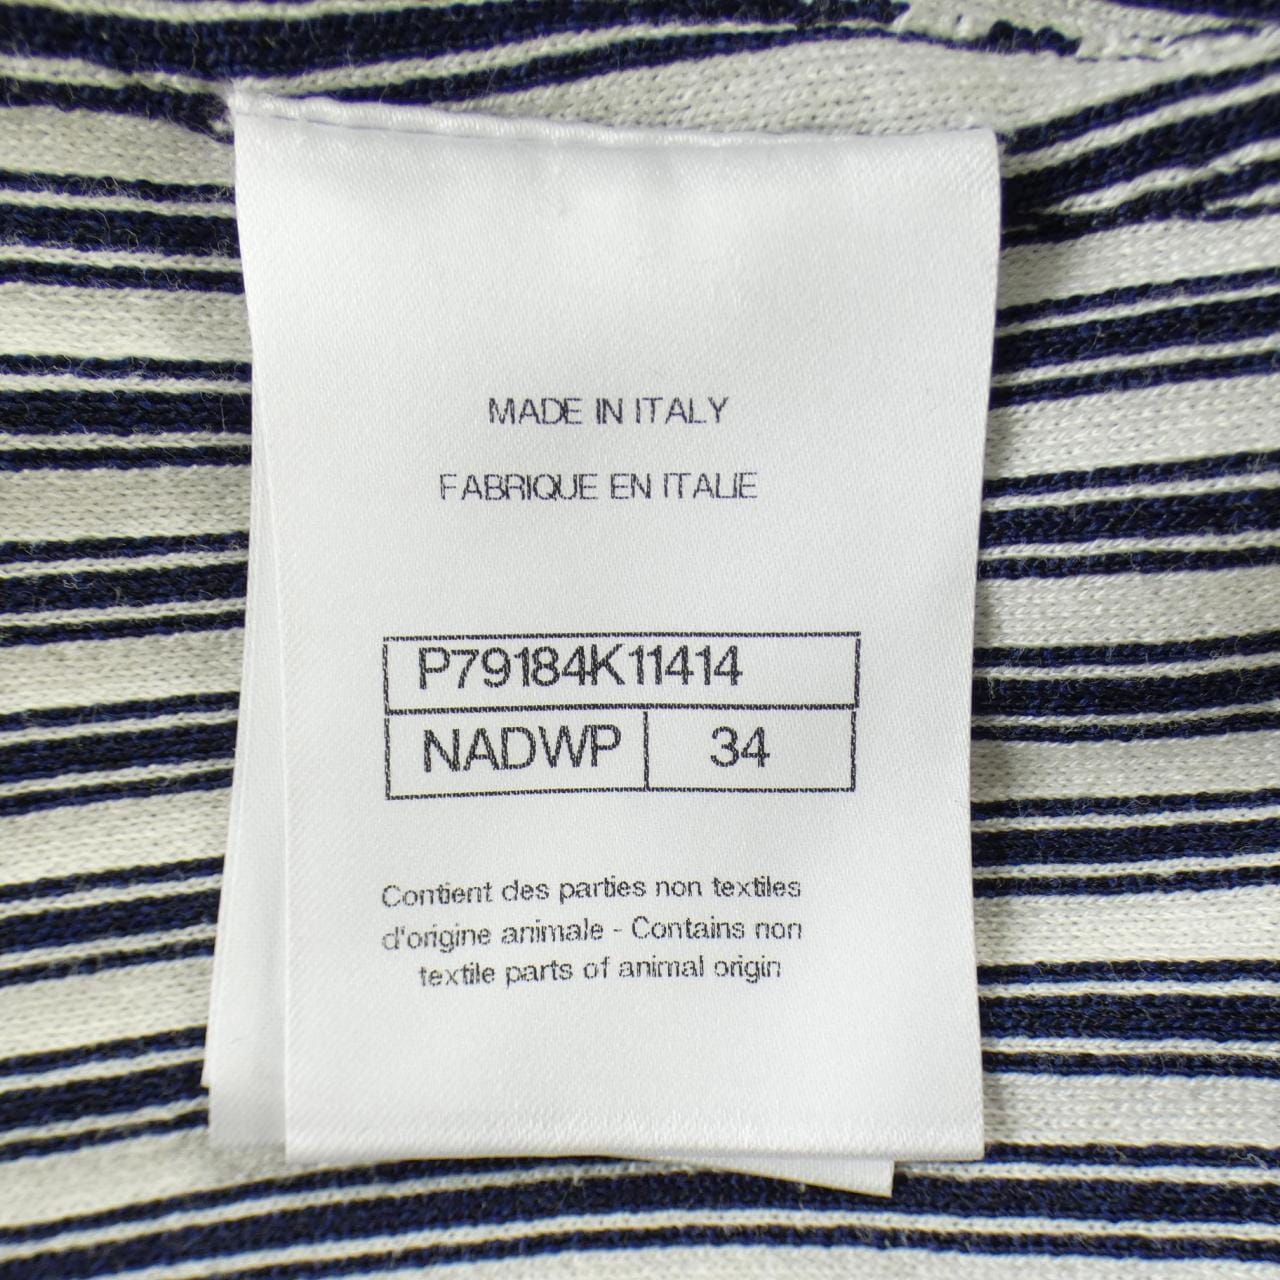 MADE IN ITALY
FABRIQUE EN ITALIE
P79184K11414
NADWP 34
Contient des parties non textiles
d'origine animale - Contains non
textile parts of animal origin